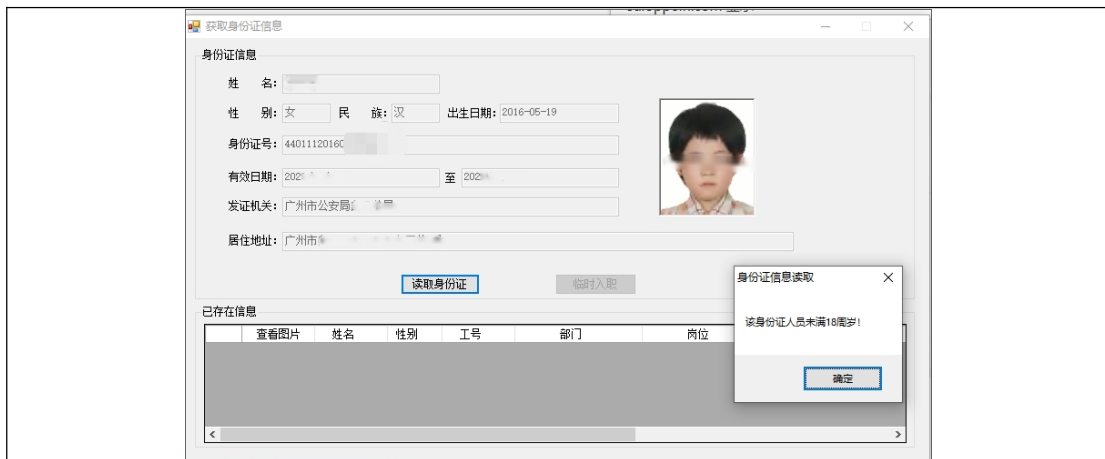 获取身份证信息
身份证信息
姓 名:
性 别: 女 民 族: 汉 出生日期: 2016-05-19
身份证号: 4401112016
有效日期: 202 至 202
发证机关: 广州市公安局
居住地址: 广州市
读取身份证 临时入职
身份证信息读取
该身份证人员未满18周岁!
确定
已存在信息
查看图片 姓名 性别 工号 部门 岗位